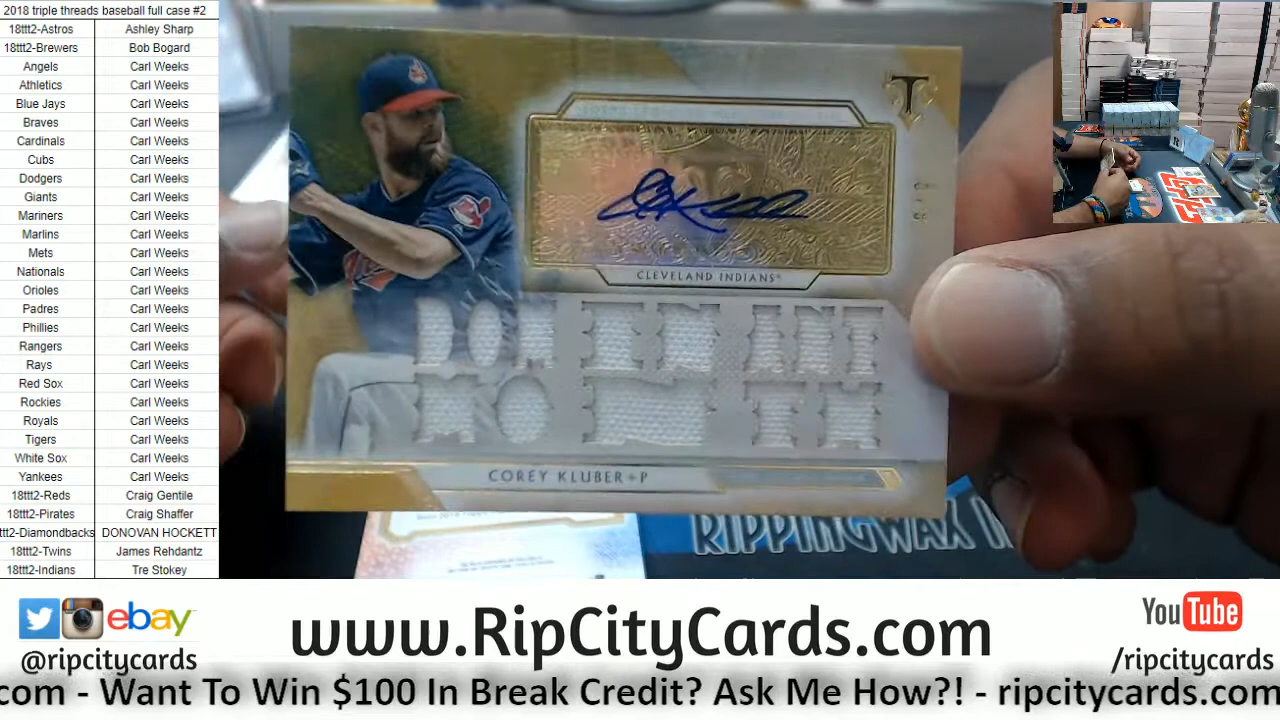 2018 triple threads baseball full case #2
18ttt2-Astros Ashley Sharp
18ttt2-Brewers Bob Bogard
Angels Carl Weeks
Athletics Carl Weeks
Blue Jays Carl Weeks
Braves Carl Weeks
Cardinals Carl Weeks
Cubs Carl Weeks
Dodgers Carl Weeks
Giants Carl Weeks
Mariners Carl Weeks
Marlins Carl Weeks
Mets Carl Weeks
Nationals Carl Weeks
Orioles Carl Weeks
Padres Carl Weeks
Phillies Carl Weeks
Rangers Carl Weeks
Rays Carl Weeks
Red Sox Carl Weeks
Rockies Carl Weeks
Royals Carl Weeks
Tigers Carl Weeks
White Sox Carl Weeks
Yankees Carl Weeks
18ttt2-Reds Craig Gentile
18ttt2-Pirates Craig Shaffer
tt2-Diamondbacks DONOVAN HOCKETT
18ttt2-Twins James Rehdantz
18ttt2-Indians Tre Stokey
T
CLEVELAND INDIANS
COREY KLUBER P
RIPPINGWAX
ebay
@ripcitycards
www.RipCityCards.com
YouTube
/ripcitycards
.com - Want To Win $100 In Break Credit? Ask Me How?! - ripcitycards.com